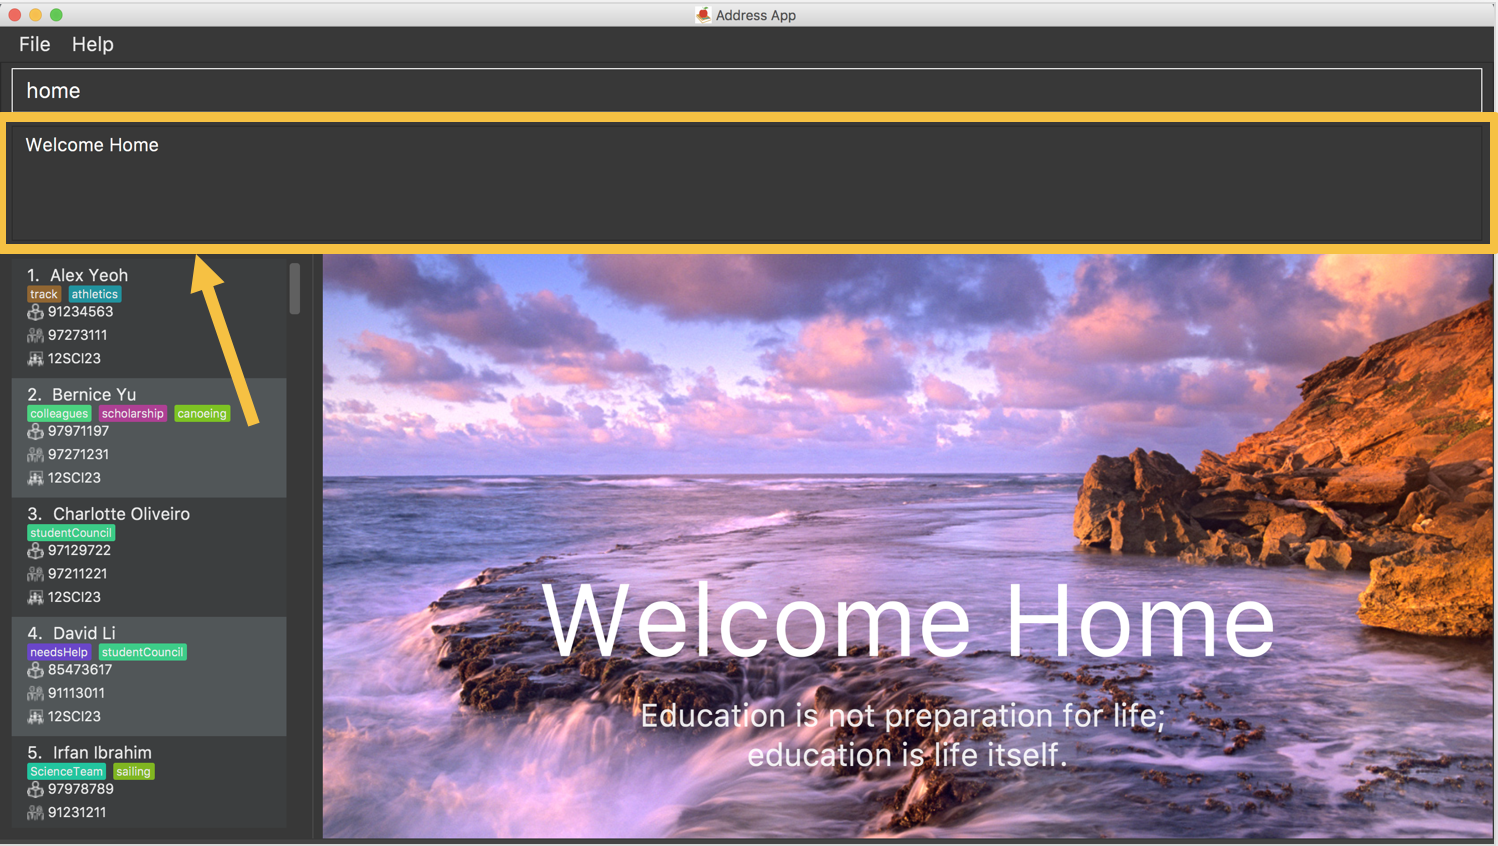 Address App
File Help
home
Welcome Home
1. Alex Yeoh
track athletics
91234563
97273111
12SCI23
2. Bernice Yu
colleagues scholarship canoeing
97971197
97271231
12SCI23
3. Charlotte Oliveiro
studentCouncil
97129722
97211221
12SCI23
4. David Li
needsHelp studentCouncil
85473617
91113011
12SCI23
5. Irfan Ibrahim
ScienceTeam sailing
97978789
91231211
Welcome Home
Education is not preparation for life;
education is life itself.